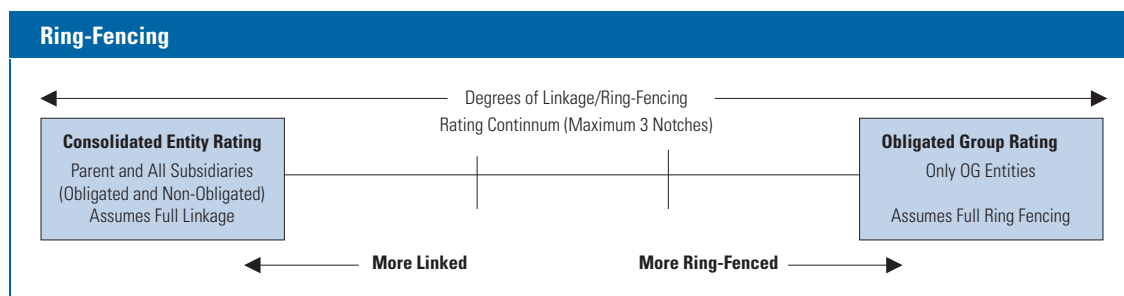 Ring-Fencing
Degrees of Linkage/Ring-Fencing
Rating Continnum (Maximum 3 Notches)
Consolidated Entity Rating
Parent and All Subsidiaries
(Obligated and Non-Obligated)
Assumes Full Linkage
Obligated Group Rating
Only OG Entities
Assumes Full Ring Fencing
More Linked
More Ring-Fenced